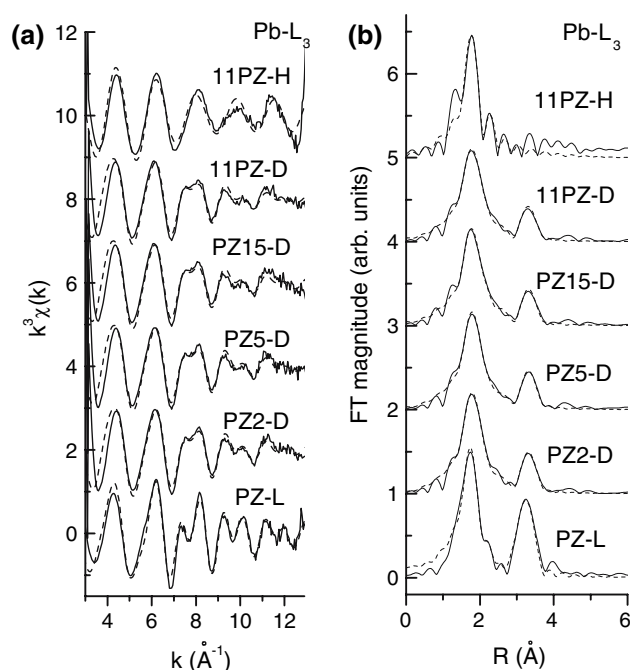 (a)
Pb-L3
12
11PZ-H
10
11PZ-D
8
PZ15-D
6
PZ5-D
4
PZ2-D
2
PZ-L
0
4 6 8 10 12
k (Å-1)
k3χ(k)
(b)
Pb-L3
11PZ-H
5
11PZ-D
4
PZ15-D
3
PZ5-D
2
PZ2-D
1
PZ-L
0
0 2 4 6
R (Å)
FT magnitude (arb. units)